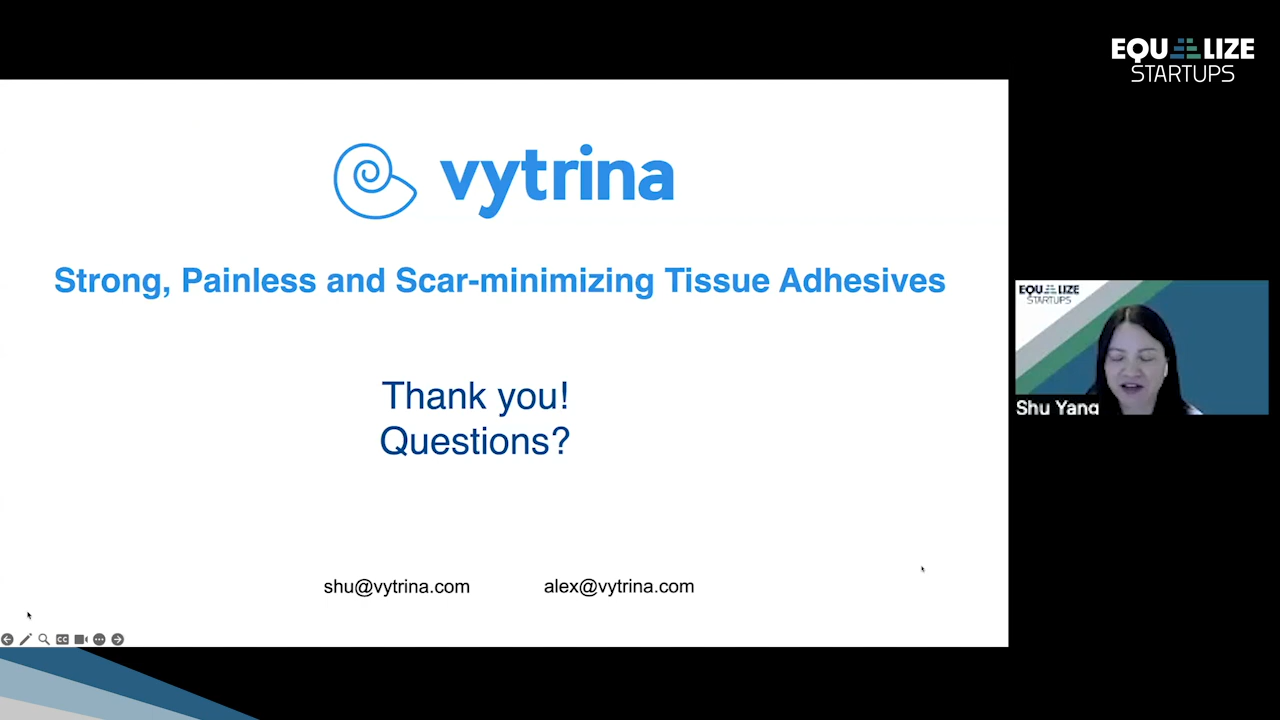 EQUALIZE
STARTUPS
vytrina
Strong, Painless and Scar-minimizing Tissue Adhesives
Thank you!
Questions?
shu@vytrina.com alex@vytrina.com
CC
EQUALIZE
STARTUPS
Shu Yang